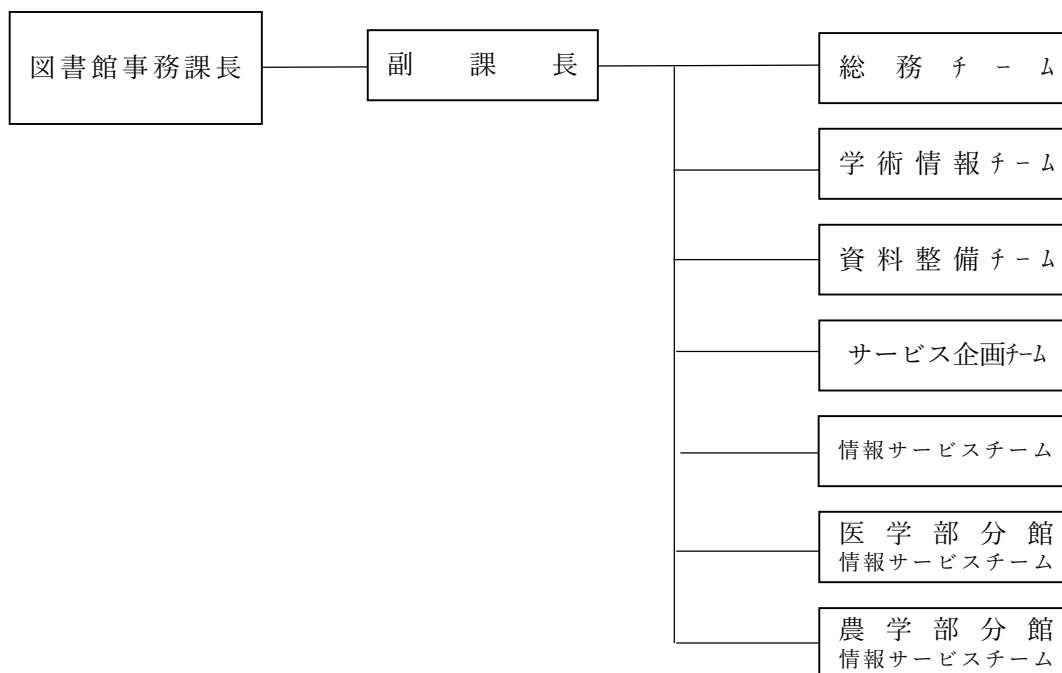 図書館事務課長
副課長
総務チーム
学術情報チーム
資料整備チーム
サービス企画チーム
情報サービスチーム
医学部分館
情報サービスチーム
農学部分館
情報サービスチーム